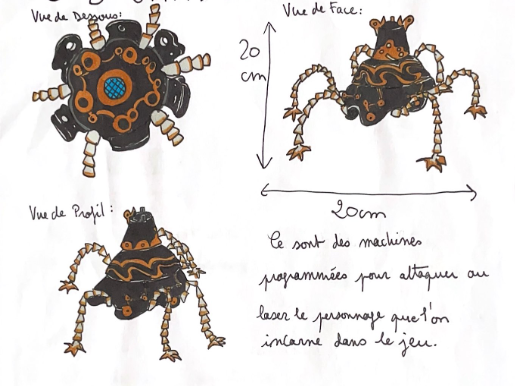 Vue de Dessous:
Vue de Face:
20
cm
20cm
Vue de Profil:
Ce sont des machines
programmées pour attaquer au
laser le personnage que l'on
incarne dans le jeu.